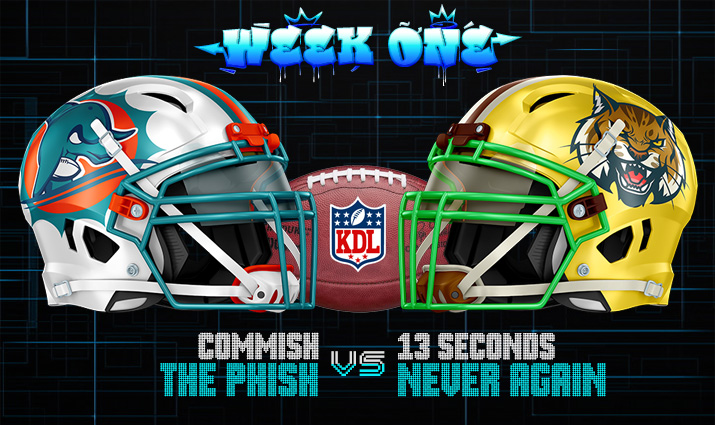 WEEK ONE
KDL
COMMISH
THE PHISH
VS
13 SECONDS
NEVER AGAIN